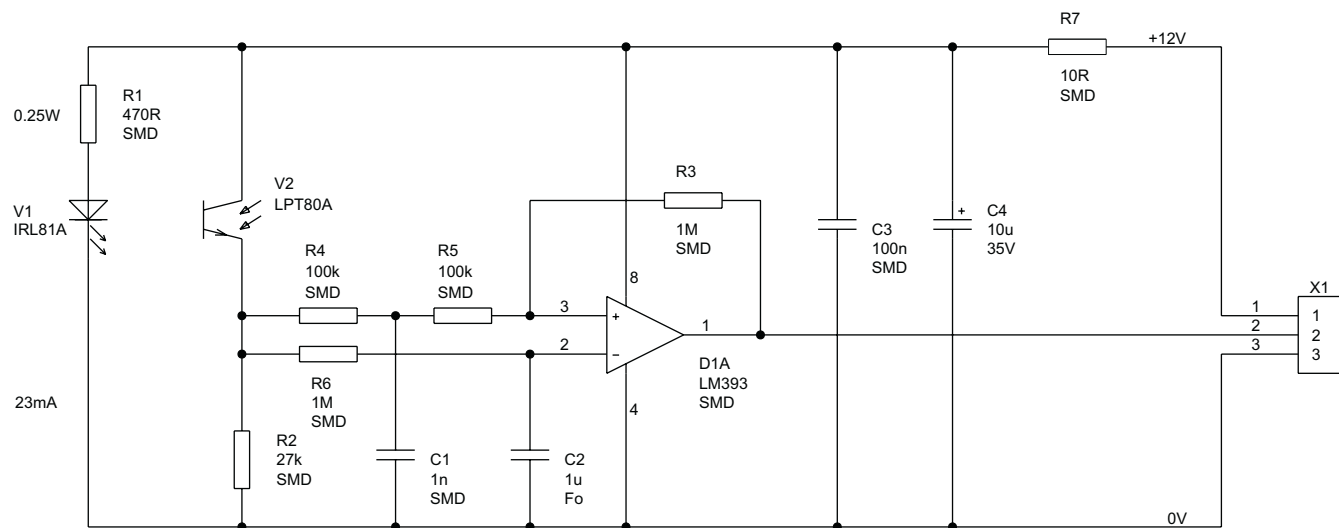 R7
+12V
10R
SMD
R1
470R
SMD
0.25W
V1
IRL81A
V2
LPT80A
R3
1M
SMD
C3
100n
SMD
+
C4
10u
35V
R4
100k
SMD
R5
100k
SMD
8
3
+
2
–
1
4
D1A
LM393
SMD
X1
1
2
3
1
2
3
R6
1M
SMD
23mA
R2
27k
SMD
C1
1n
SMD
C2
1u
Fo
0V